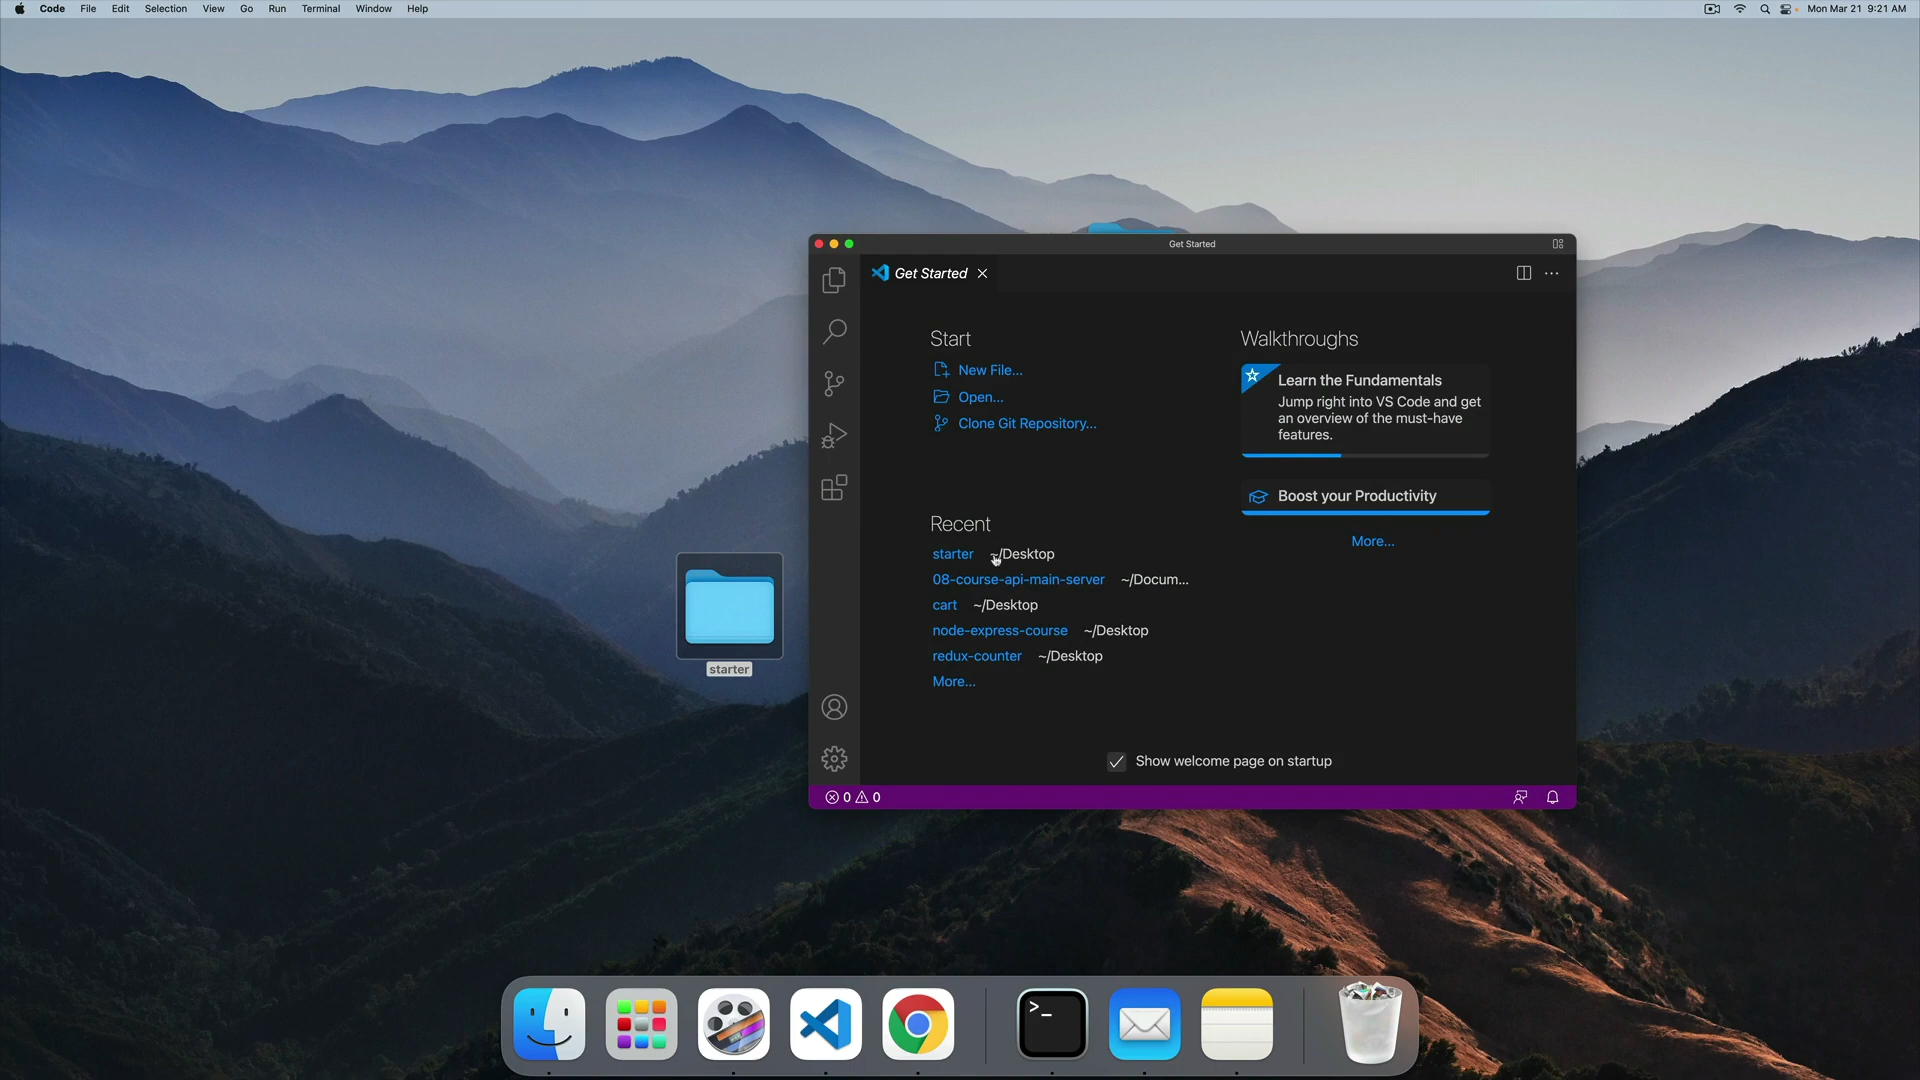 Code File Edit Selection View Go Run Terminal Window Help Mon Mar 21 9:21 AM
Get Started
Get Started
Start
New File...
Open...
Clone Git Repository...
Walkthroughs
Learn the Fundamentals
Jump right into VS Code and get
an overview of the must-have
features.
Boost your Productivity
More...
Recent
starter ~/Desktop
08-course-api-main-server ~/Docum...
cart ~/Desktop
node-express-course ~/Desktop
redux-counter ~/Desktop
More...
Show welcome page on startup
0 0
starter
>_